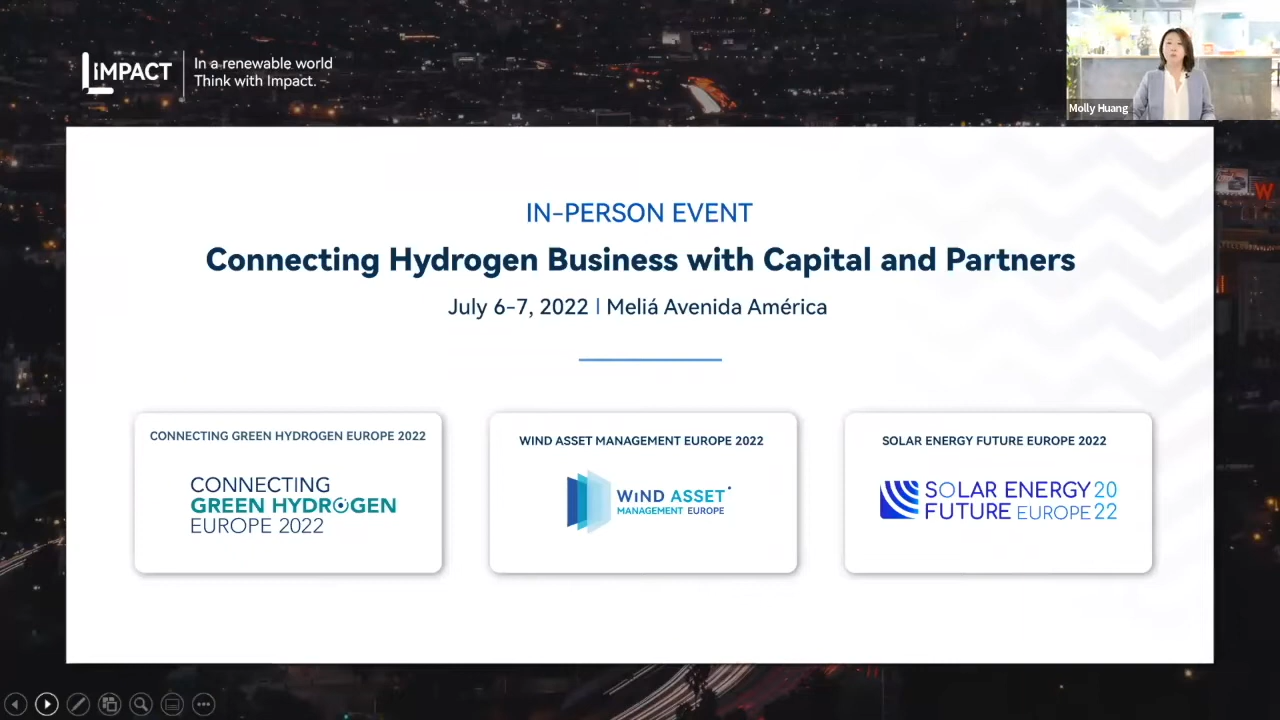 LiMPACT
In a renewable world
Think with Impact.
Molly Huang
W
IN-PERSON EVENT
Connecting Hydrogen Business with Capital and Partners
July 6-7, 2022 | Meliá Avenida América
CONNECTING GREEN HYDROGEN EUROPE 2022
CONNECTING
GREEN HYDROGEN
EUROPE 2022
WIND ASSET MANAGEMENT EUROPE 2022
WiND ASSET
MANAGEMENT EUROPE
SOLAR ENERGY FUTURE EUROPE 2022
SOLAR ENERGY 20
FUTURE EUROPE 22